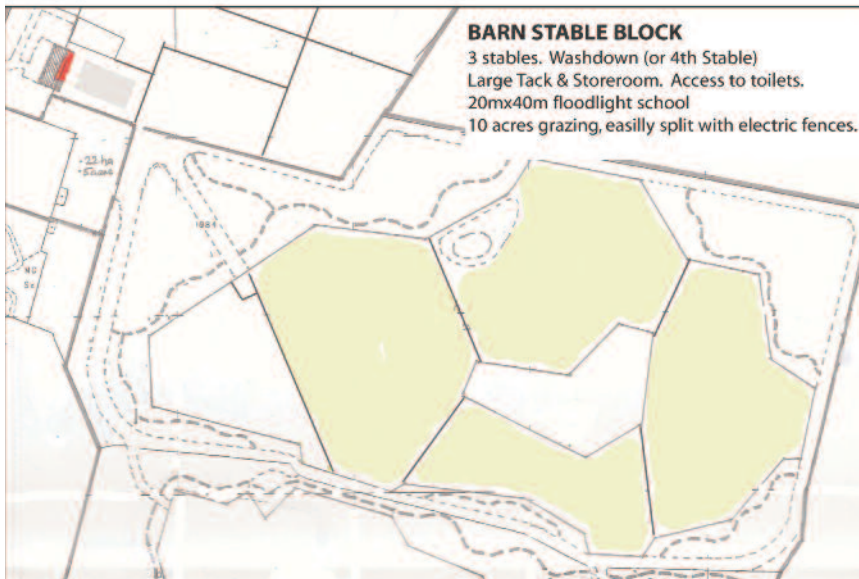 BARN STABLE BLOCK
3 stables. Washdown (or 4th Stable)
Large Tack & Storeroom. Access to toilets.
20mx40m floodlight school
10 acres grazing, easilly split with electric fences.